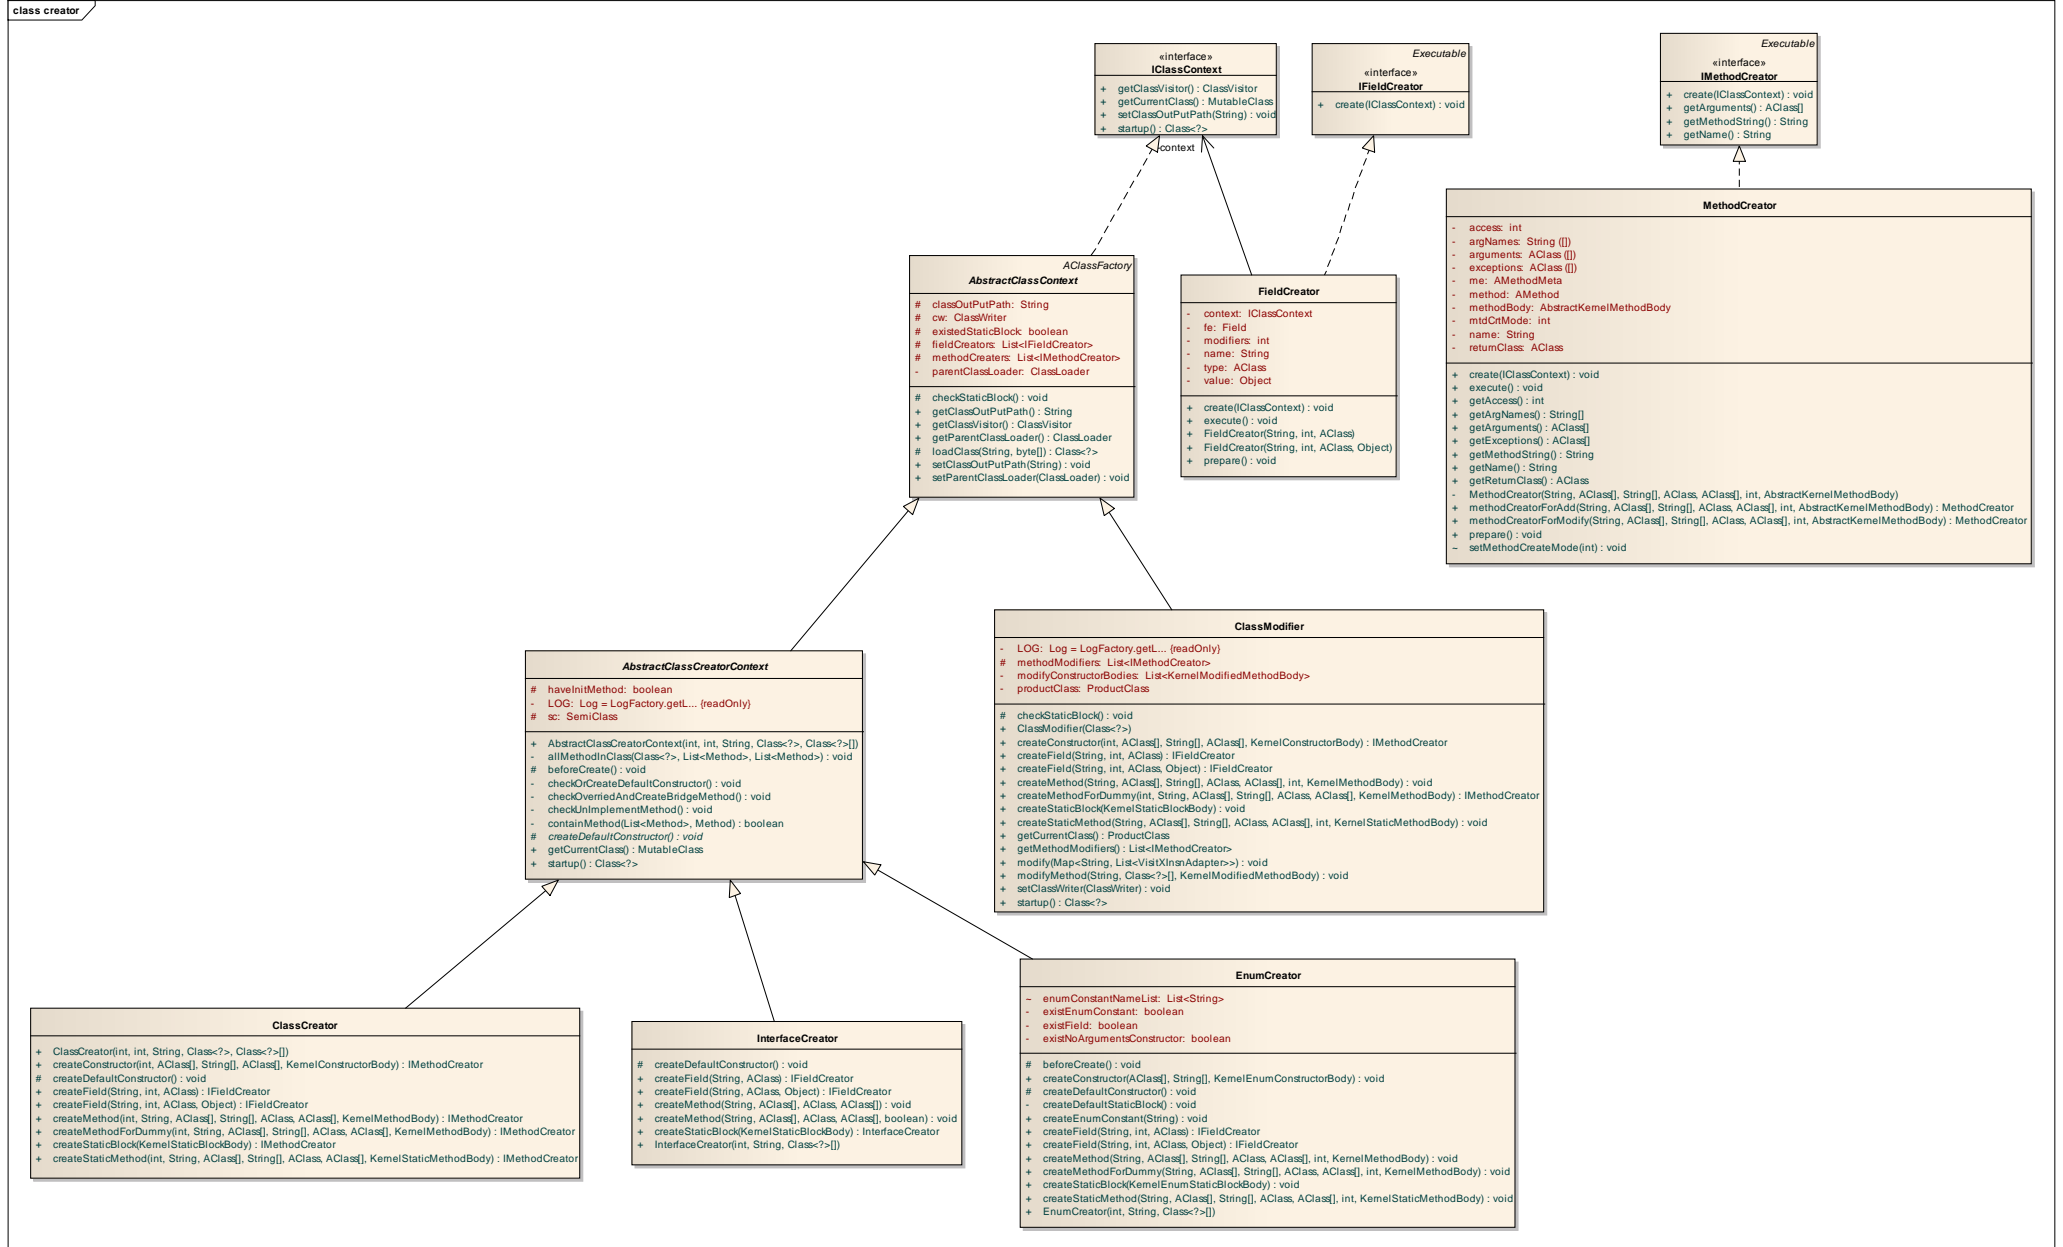 class creator
«interface»
IClassContext
+ getClassVisitor() : ClassVisitor
+ getCurrentClass() : MutableClass
+ setClassOutPutPath(String) : void
+ startup() : Class<?>
Executable
«interface»
IFieldCreator
+ create(IClassContext) : void
Executable
«interface»
IMethodCreator
+ create(IClassContext) : void
+ getArguments() : AClass[]
+ getMethodString() : String
+ getName() : String
-context
MethodCreator
- access: int
- argNames: String ([])
- arguments: AClass ([])
- exceptions: AClass ([])
- me: AMethodMeta
- method: AMethod
- methodBody: AbstractKernelMethodBody
- mtdCrtMode: int
- name: String
- returnClass: AClass
+ create(IClassContext) : void
+ execute() : void
+ getAccess() : int
+ getArgNames() : String[]
+ getArguments() : AClass[]
+ getExceptions() : AClass[]
+ getMethodString() : String
+ getName() : String
+ getReturnClass() : AClass
- MethodCreator(String, AClass[], String[], AClass, AClass[], int, AbstractKernelMethodBody)
+ methodCreatorForAdd(String, AClass[], String[], AClass, AClass[], int, AbstractKernelMethodBody) : MethodCreator
+ methodCreatorForModify(String, AClass[], String[], AClass, AClass[], int, AbstractKernelMethodBody) : MethodCreator
+ prepare() : void
~ setMethodCreateMode(int) : void
AClassFactory
AbstractClassContext
# classOutPutPath: String
# cw: ClassWriter
# existedStaticBlock: boolean
# fieldCreators: List<IFieldCreator>
# methodCreaters: List<IMethodCreator>
- parentClassLoader: ClassLoader
# checkStaticBlock() : void
+ getClassOutPutPath() : String
+ getClassVisitor() : ClassVisitor
+ getParentClassLoader() : ClassLoader
# loadClass(String, byte[]) : Class<?>
+ setClassOutPutPath(String) : void
+ setParentClassLoader(ClassLoader) : void
FieldCreator
- context: IClassContext
- fe: Field
- modifiers: int
- name: String
- type: AClass
- value: Object
+ create(IClassContext) : void
+ execute() : void
+ FieldCreator(String, int, AClass)
+ FieldCreator(String, int, AClass, Object)
+ prepare() : void
ClassModifier
- LOG: Log = LogFactory.getL... {readOnly}
# methodModifiers: List<IMethodCreator>
- modifyConstructorBodies: List<KernelModifiedMethodBody>
- productClass: ProductClass
# checkStaticBlock() : void
+ ClassModifier(Class<?>)
+ createConstructor(int, AClass[], String[], AClass[], KernelConstructorBody) : IMethodCreator
+ createField(String, int, AClass) : IFieldCreator
+ createField(String, int, AClass, Object) : IFieldCreator
+ createMethod(String, AClass[], String[], AClass, AClass[], int, KernelMethodBody) : void
+ createMethodForDummy(int, String, AClass[], String[], AClass, AClass[], KernelMethodBody) : IMethodCreator
+ createStaticBlock(KernelStaticBlockBody) : void
+ createStaticMethod(String, AClass[], String[], AClass, AClass[], int, KernelStaticMethodBody) : void
+ getCurrentClass() : ProductClass
+ getMethodModifiers() : List<IMethodCreator>
+ modify(Map<String, List<VisitXInsnAdapter>>) : void
+ modifyMethod(String, Class<?>[], KernelModifiedMethodBody) : void
+ setClassWriter(ClassWriter) : void
+ startup() : Class<?>
AbstractClassCreatorContext
# haveInitMethod: boolean
- LOG: Log = LogFactory.getL... {readOnly}
# sc: SemiClass
+ AbstractClassCreatorContext(int, int, String, Class<?>, Class<?>[])
- allMethodInClass(Class<?>, List<Method>, List<Method>) : void
# beforeCreate() : void
- checkOrCreateDefaultConstructor() : void
- checkOverriedAndCreateBridgeMethod() : void
- checkUnImplementMethod() : void
- containMethod(List<Method>, Method) : boolean
# createDefaultConstructor() : void
+ getCurrentClass() : MutableClass
+ startup() : Class<?>
ClassCreator
+ ClassCreator(int, int, String, Class<?>, Class<?>[])
+ createConstructor(int, AClass[], String[], AClass[], KernelConstructorBody) : IMethodCreator
# createDefaultConstructor() : void
+ createField(String, int, AClass) : IFieldCreator
+ createField(String, int, AClass, Object) : IFieldCreator
+ createMethod(int, String, AClass[], String[], AClass, AClass[], KernelMethodBody) : IMethodCreator
+ createMethodForDummy(int, String, AClass[], String[], AClass, AClass[], KernelMethodBody) : IMethodCreator
+ createStaticBlock(KernelStaticBlockBody) : IMethodCreator
+ createStaticMethod(int, String, AClass[], String[], AClass, AClass[], KernelStaticMethodBody) : IMethodCreator
InterfaceCreator
# createDefaultConstructor() : void
+ createField(String, AClass) : IFieldCreator
+ createField(String, AClass, Object) : IFieldCreator
+ createMethod(String, AClass[], AClass, AClass[]) : void
+ createMethod(String, AClass[], AClass, AClass[], boolean) : void
+ createStaticBlock(KernelStaticBlockBody) : InterfaceCreator
+ InterfaceCreator(int, String, Class<?>[])
EnumCreator
~ enumConstantNameList: List<String>
- existEnumConstant: boolean
- existField: boolean
- existNoArgumentsConstructor: boolean
# beforeCreate() : void
+ createConstructor(AClass[], String[], KernelEnumConstructorBody) : void
# createDefaultConstructor() : void
- createDefaultStaticBlock() : void
+ createEnumConstant(String) : void
+ createField(String, int, AClass) : IFieldCreator
+ createField(String, int, AClass, Object) : IFieldCreator
+ createMethod(String, AClass[], String[], AClass, AClass[], int, KernelMethodBody) : void
+ createMethodForDummy(String, AClass[], String[], AClass, AClass[], int, KernelMethodBody) : void
+ createStaticBlock(KernelEnumStaticBlockBody) : void
+ createStaticMethod(String, AClass[], String[], AClass, AClass[], int, KernelStaticMethodBody) : void
+ EnumCreator(int, String, Class<?>[])